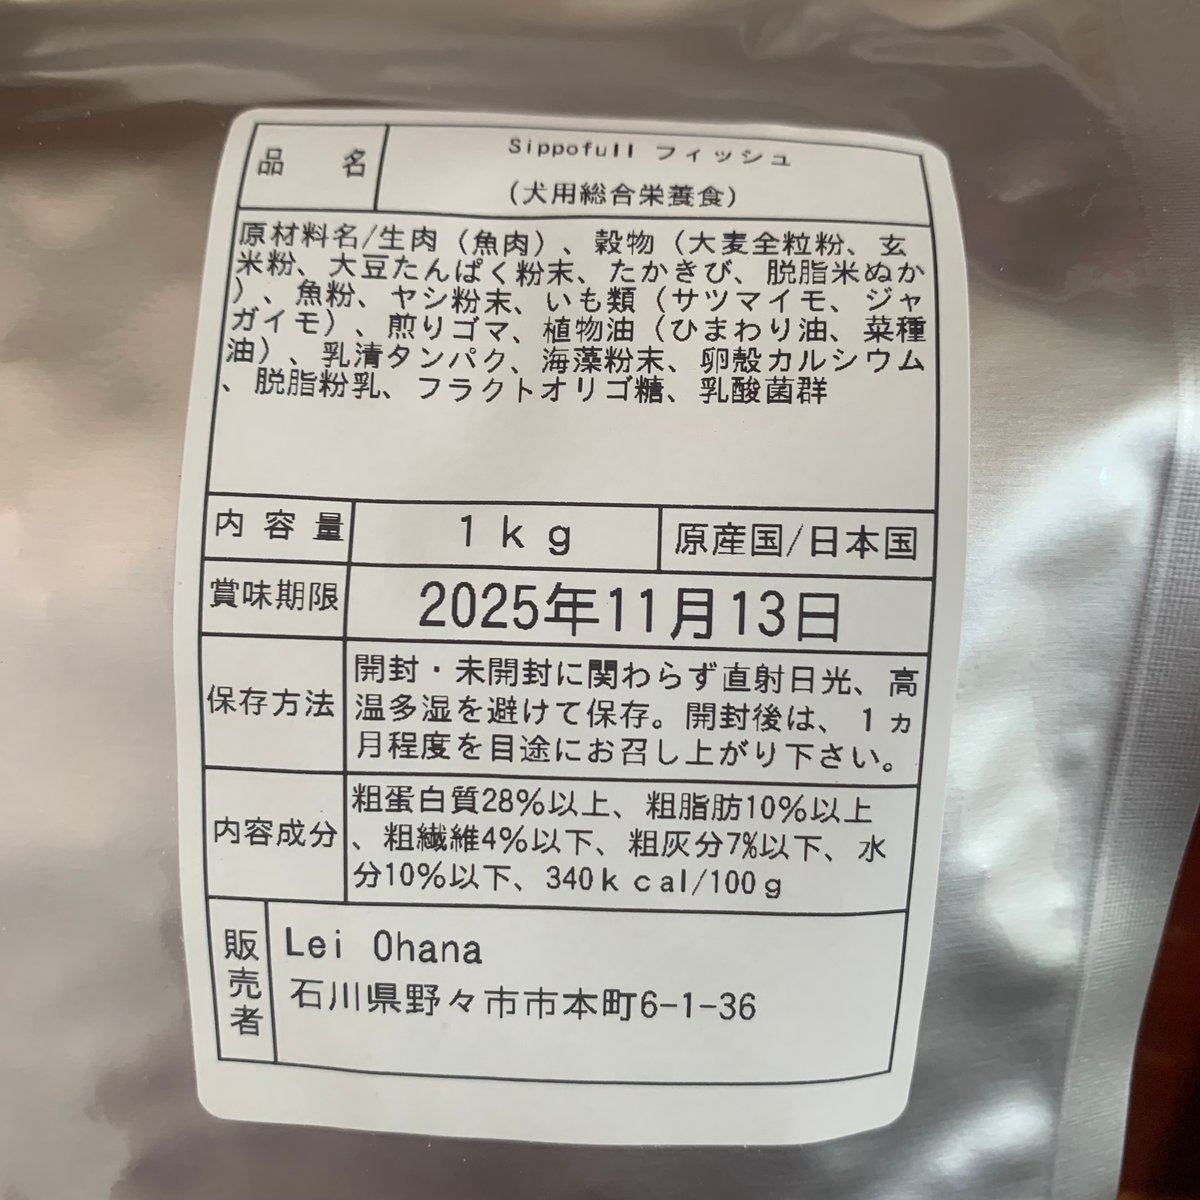 品名
Sippofull フィッシュ
(犬用総合栄養食)
原材料名/生肉（魚肉）、穀物（大麦全粒粉、玄
米粉、大豆たんぱく粉末、たかきび、脱脂米ぬか
）、魚粉、ヤシ粉末、いも類（サツマイモ、ジャ
ガイモ）、煎りゴマ、植物油（ひまわり油、菜種
油）、乳清タンパク、海藻粉末、卵殻カルシウム
、脱脂粉乳、フラクトオリゴ糖、乳酸菌群
内容量
1kg
原産国/日本国
賞味期限
2025年11月13日
保存方法
開封・未開封に関わらず直射日光、高
温多湿を避けて保存。開封後は、1ヵ
月程度を目途にお召し上がり下さい。
内容成分
粗蛋白質28%以上、粗脂肪10%以上
、粗繊維4%以下、粗灰分7%以下、水
分10%以下、340kcal/100g
販売者
Lei Ohana
石川県野々市市本町6-1-36